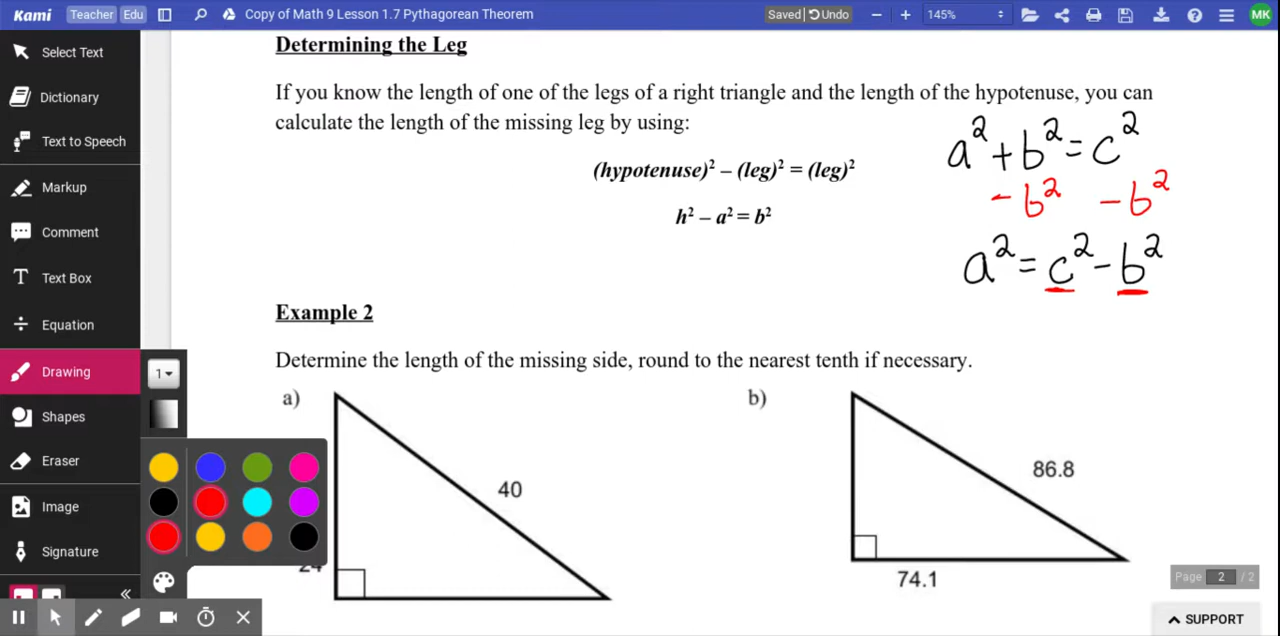 Kami Teacher Edu Copy of Math 9 Lesson 1.7 Pythagorean Theorem Saved Undo 145% MK
Select Text
Dictionary
Text to Speech
Markup
Comment
Text Box
Equation
Drawing
1
Shapes
Eraser
Image
Signature
Determining the Leg
If you know the length of one of the legs of a right triangle and the length of the hypotenuse, you can
calculate the length of the missing leg by using:
(hypotenuse)² – (leg)² = (leg)²
h² – a² = b²
a² + b² = c²
- b² - b²
a² = c² - b²
Example 2
Determine the length of the missing side, round to the nearest tenth if necessary.
a)
40
24
b)
86.8
74.1
Page 2 / 2
SUPPORT